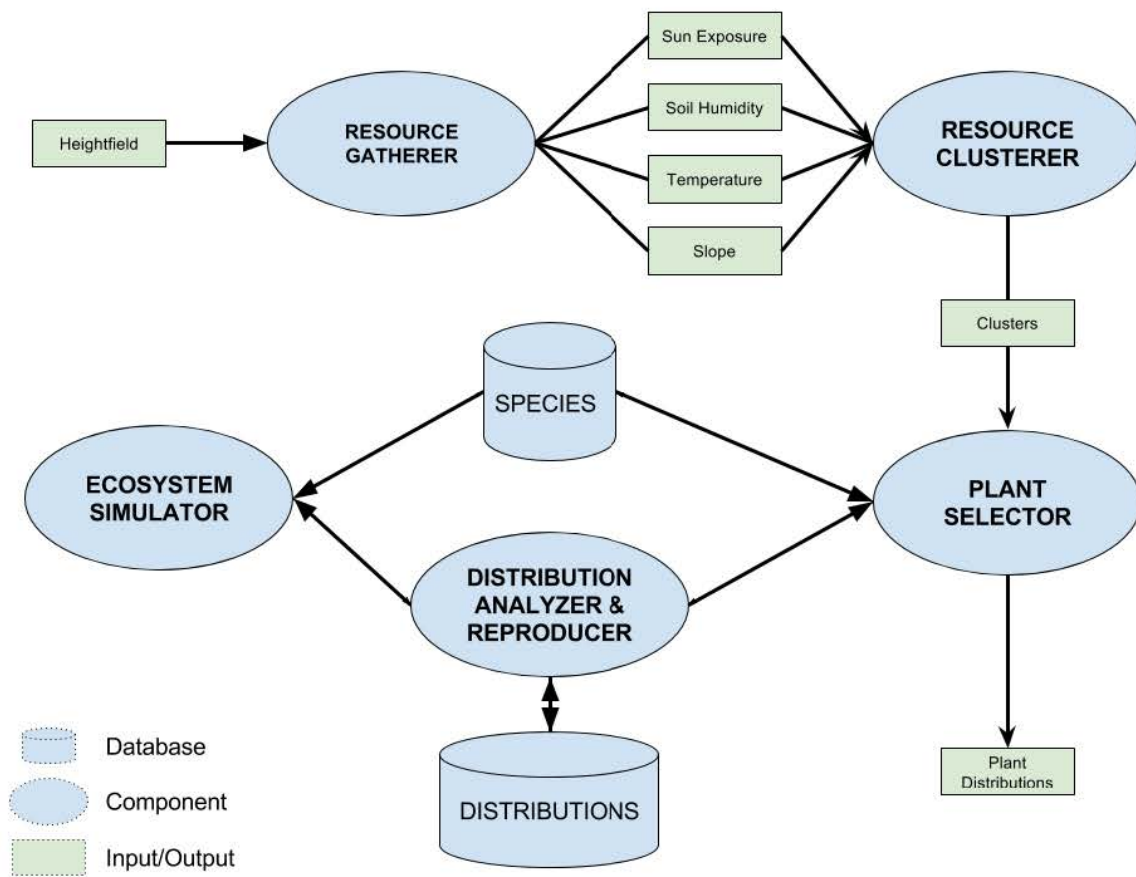 Sun Exposure
Heightfield
RESOURCE
GATHERER
Soil Humidity
Temperature
Slope
RESOURCE
CLUSTERER
Clusters
SPECIES
ECOSYSTEM
SIMULATOR
PLANT
SELECTOR
DISTRIBUTION
ANALYZER &
REPRODUCER
DISTRIBUTIONS
Plant
Distributions
Database
Component
Input/Output